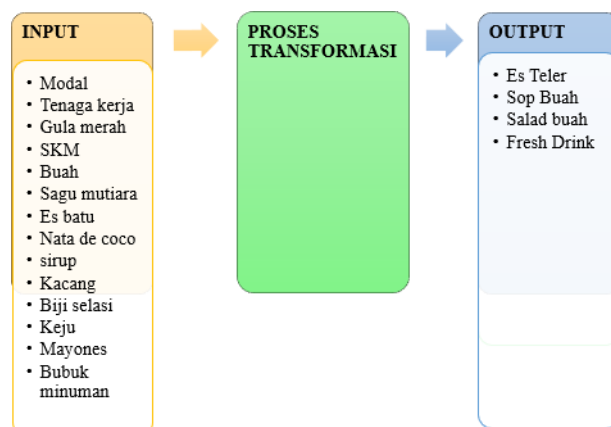 INPUT
• Modal
• Tenaga kerja
• Gula merah
• SKM
• Buah
• Sagu mutiara
• Es batu
• Nata de coco
• sirup
• Kacang
• Biji selasi
• Keju
• Mayones
• Bubuk
minuman
PROSES
TRANSFORMASI
OUTPUT
• Es Teler
• Sop Buah
• Salad buah
• Fresh Drink